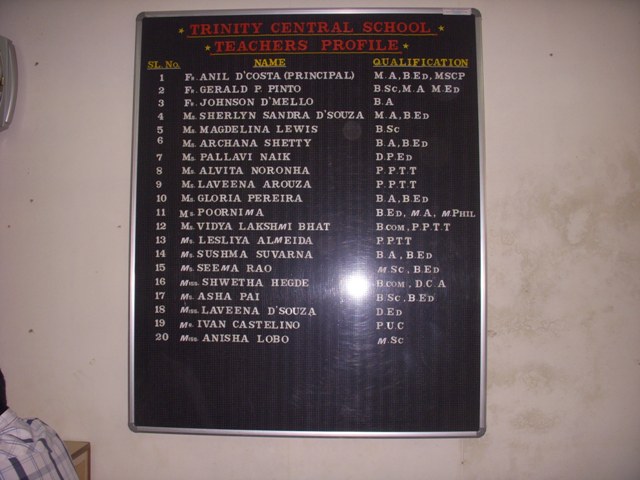 TRINITY CENTRAL SCHOOL
TEACHERS PROFILE
SL. No. NAME QUALIFICATION
1 Fr. ANIL D'COSTA (PRINCIPAL) M.A, B.ED, MSCP
2 Fr. GERALD P. PINTO B.SC, M.A M.ED
3 Fr. JOHNSON D'MELLO B.A
4 Ms. SHERLYN SANDRA D'SOUZA M.A, B.ED
5 Ms. MAGDELINA LEWIS B.SC
6 Ms. ARCHANA SHETTY B.A, B.ED
7 Ms. PALLAVI NAIK D.P.ED
8 Ms. ALVITA NORONHA P.P.T.T
9 Ms. LAVEENA AROUZA P.P.T.T
10 Ms. GLORIA PEREIRA B.A, B.ED
11 Ms. POORNIMA B.ED, M.A, MPHIL
12 Ms. VIDYA LAKSHMI BHAT B.COM, P.P.T.T
13 Ms. LESLIYA ALMEIDA P.P.T.T
14 Ms. SUSHMA SUVARNA B.A, B.ED
15 Ms. SEEMA RAO M.SC, B.ED
16 Miss. SHWETHA HEGDE B.COM, D.C.A
17 Ms. ASHA PAI B.SC, B.ED
18 Miss. LAVEENA D'SOUZA D.ED
19 Mr. IVAN CASTELINO P.U.C
20 Miss. ANISHA LOBO M.SC